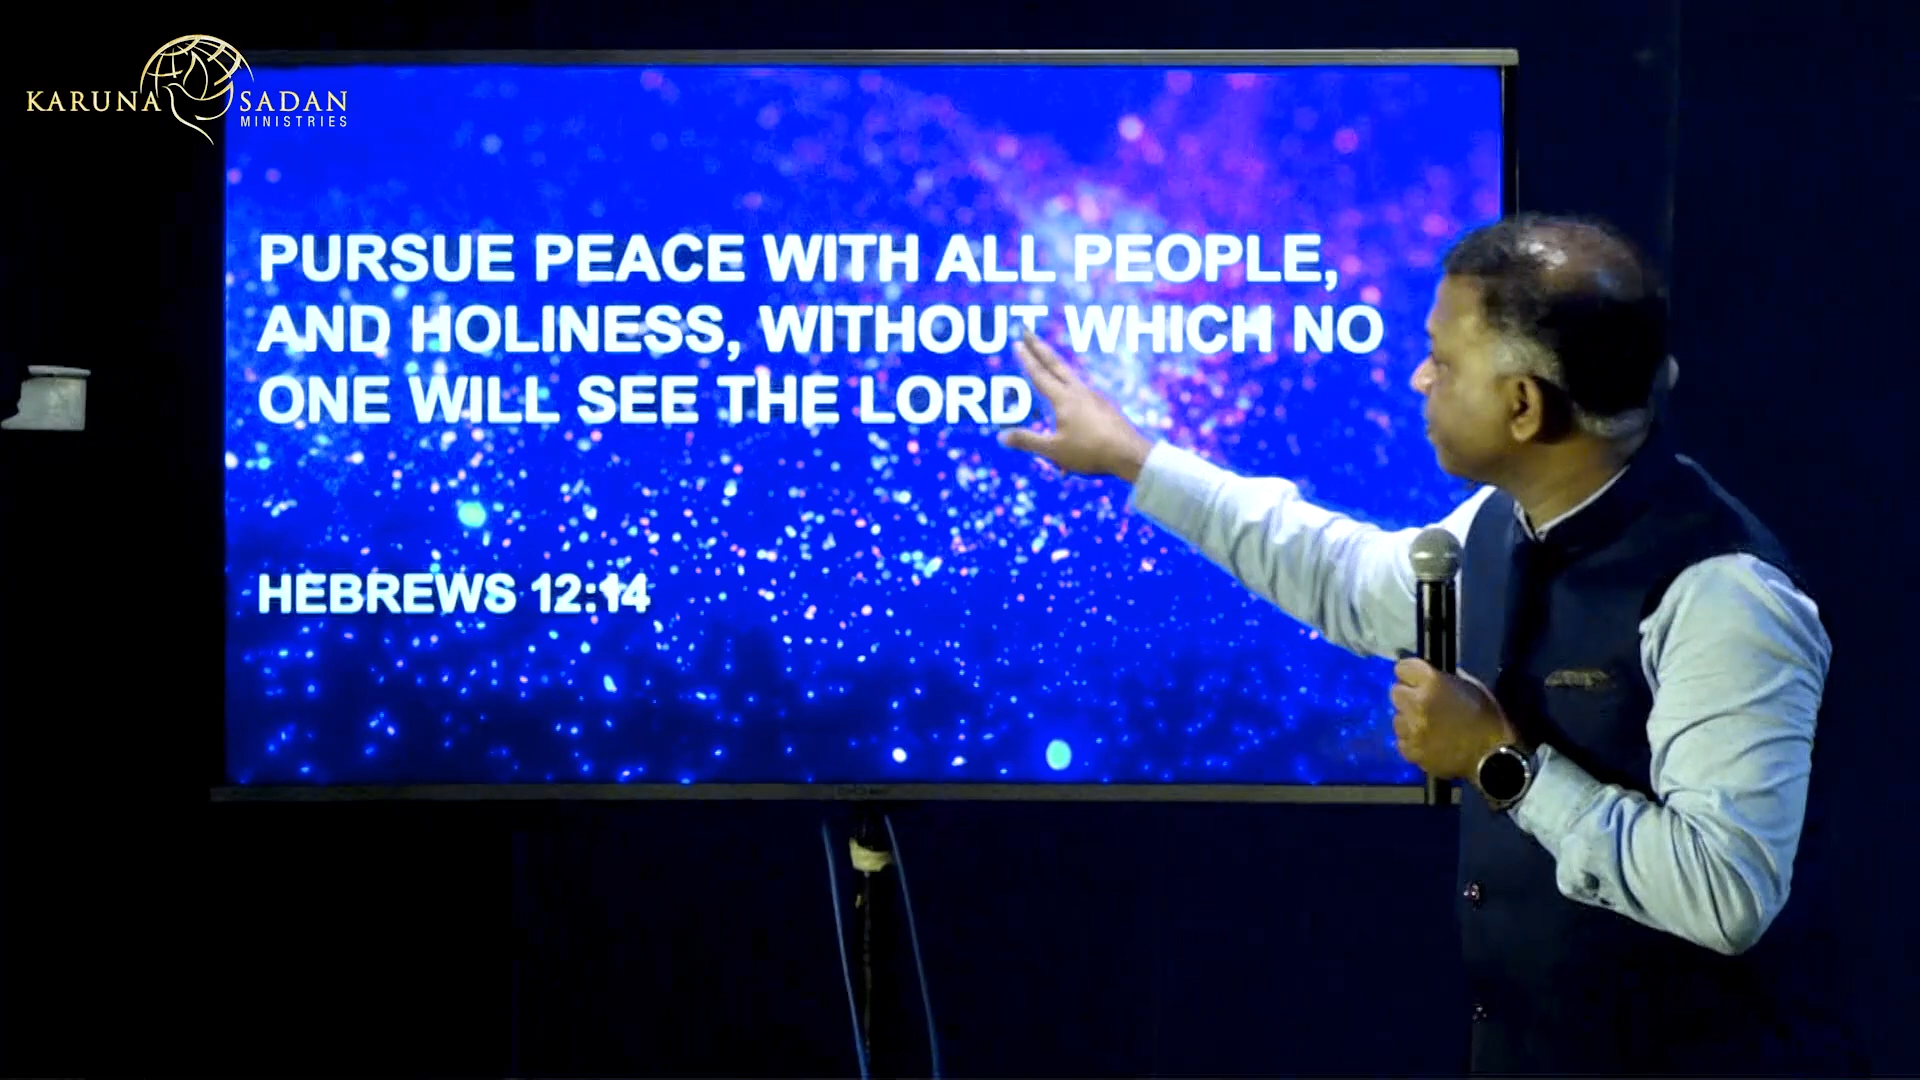 KARUNA SADAN
MINISTRIES
PURSUE PEACE WITH ALL PEOPLE,
AND HOLINESS, WITHOUT WHICH NO
ONE WILL SEE THE LORD
HEBREWS 12:14